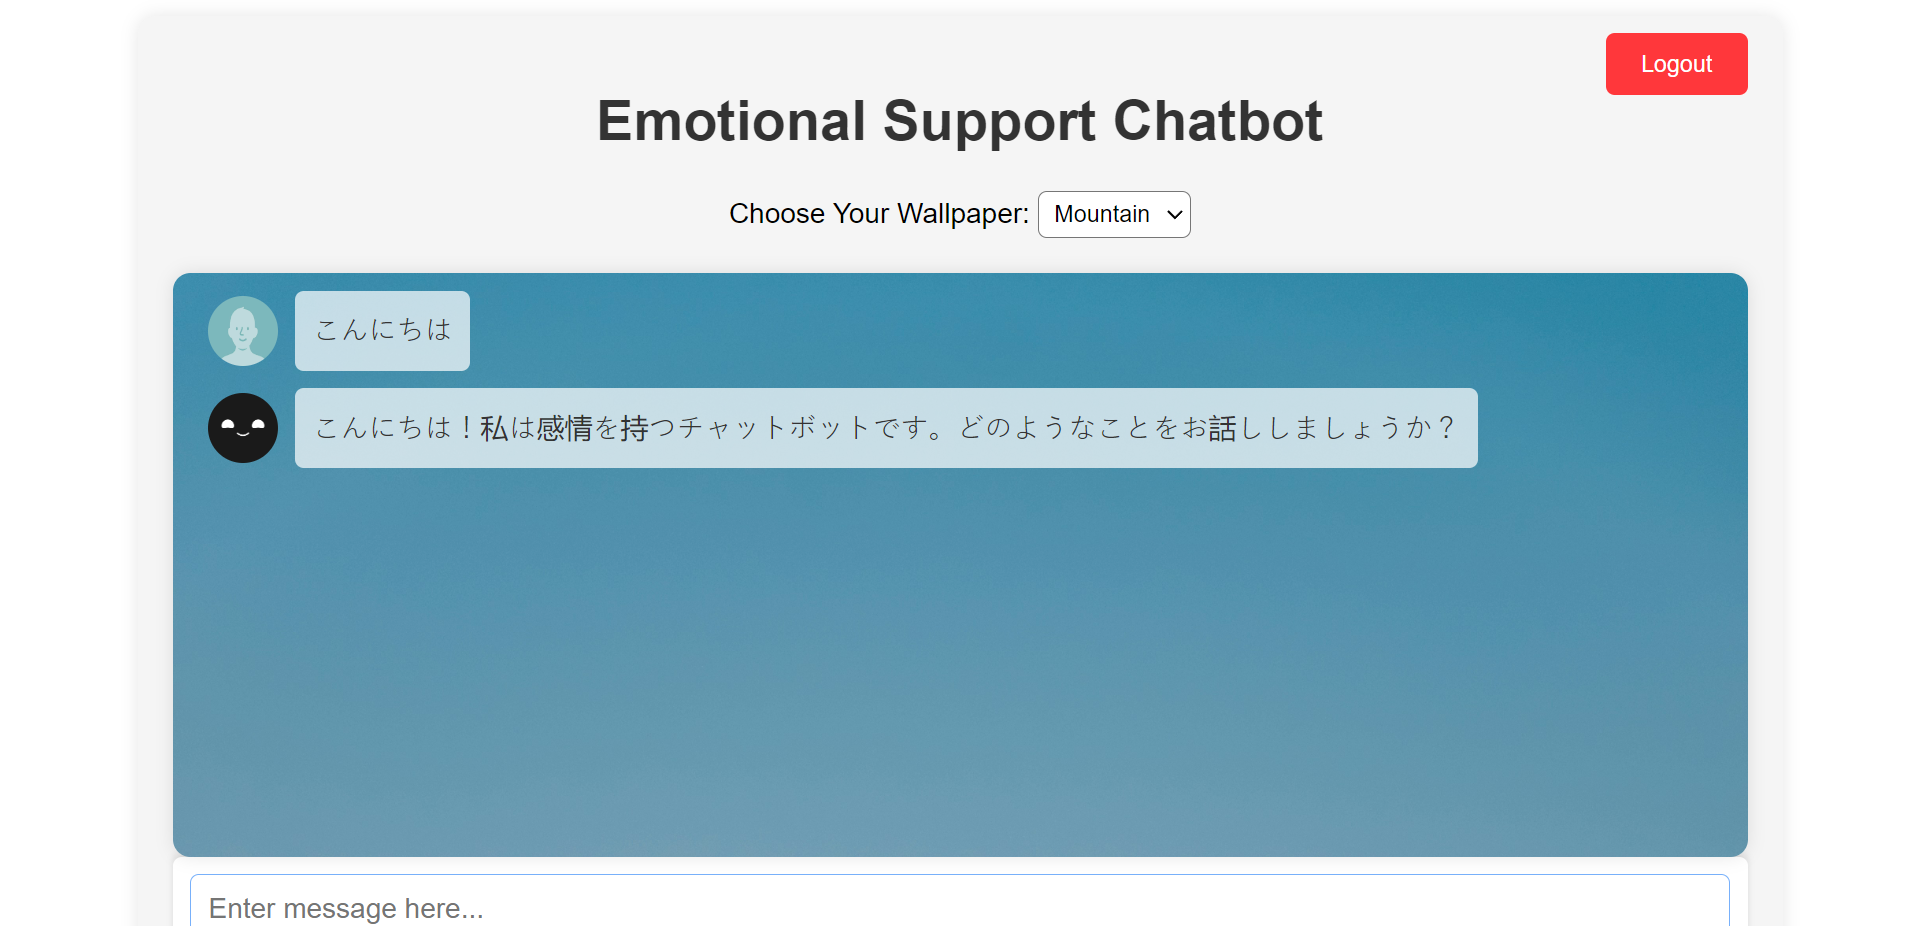 Logout
Emotional Support Chatbot
Choose Your Wallpaper: Mountain
こんにちは
こんにちは！私は感情を持つチャットボットです。どのようなことをお話ししましょうか？
Enter message here...